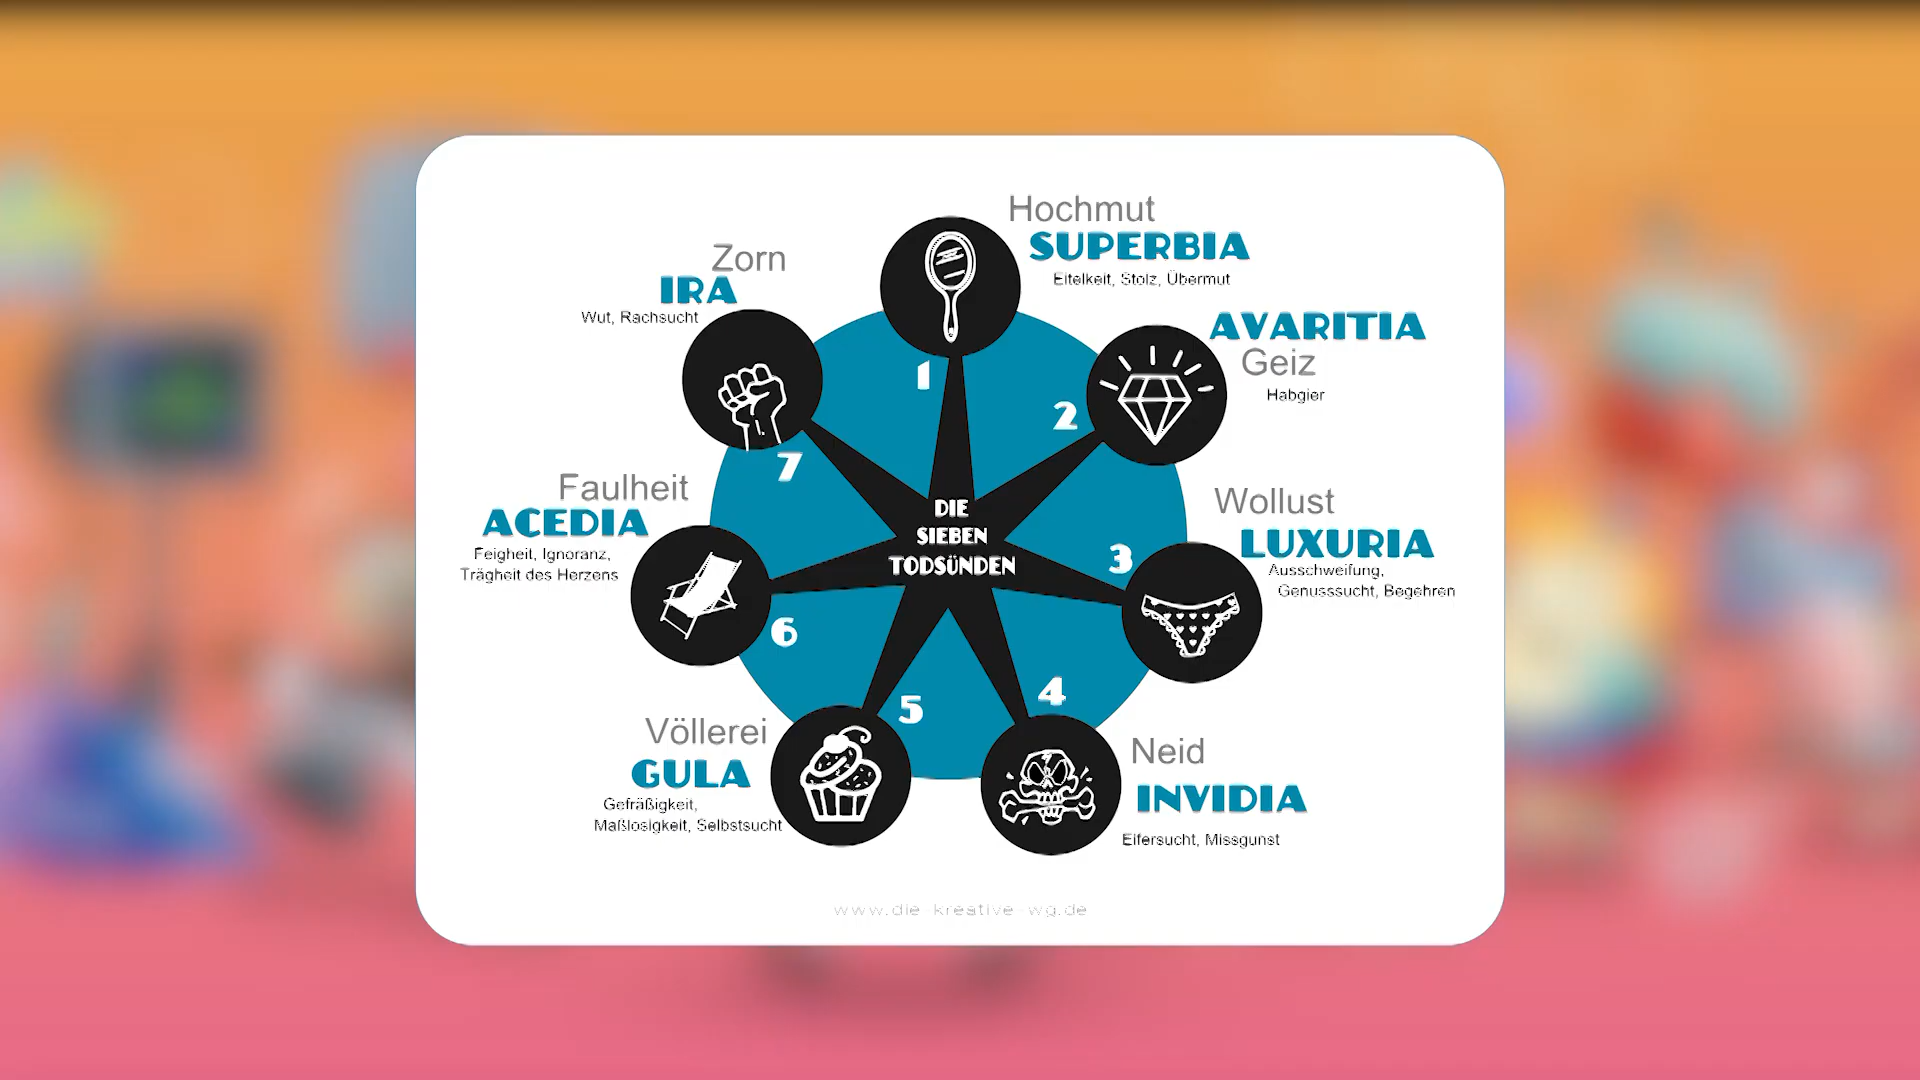 Hochmut
SUPERBIA
Eitelkeit, Stolz, Übermut
1
AVARITIA
Geiz
Habgier
2
Wollust
LUXURIA
Ausschweifung,
Genusssucht, Begehren
3
Neid
INVIDIA
Eifersucht, Missgunst
4
Völlerei
GULA
Gefräßigkeit,
Maßlosigkeit, Selbstsucht
5
Faulheit
ACEDIA
Feigheit, Ignoranz,
Trägheit des Herzens
6
Zorn
IRA
Wut, Rachsucht
7
DIE
SIEBEN
TODSÜNDEN
www.die-kreative-wg.de